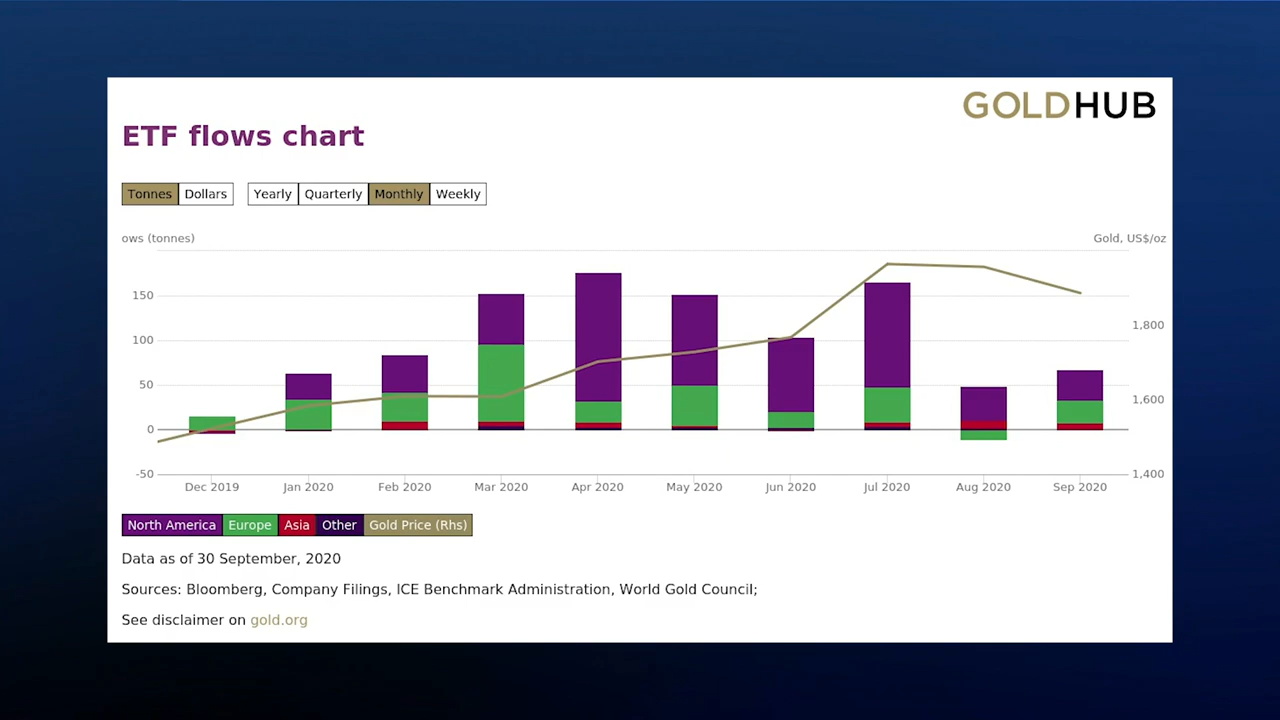 GOLDHUB
ETF flows chart
Tonnes Dollars Yearly Quarterly Monthly Weekly
ows (tonnes) Gold, US$/oz
150
1,800
100
50
1,600
0
-50 1,400
Dec 2019 Jan 2020 Feb 2020 Mar 2020 Apr 2020 May 2020 Jun 2020 Jul 2020 Aug 2020 Sep 2020
North America Europe Asia Other Gold Price (Rhs)
Data as of 30 September, 2020
Sources: Bloomberg, Company Filings, ICE Benchmark Administration, World Gold Council;
See disclaimer on gold.org